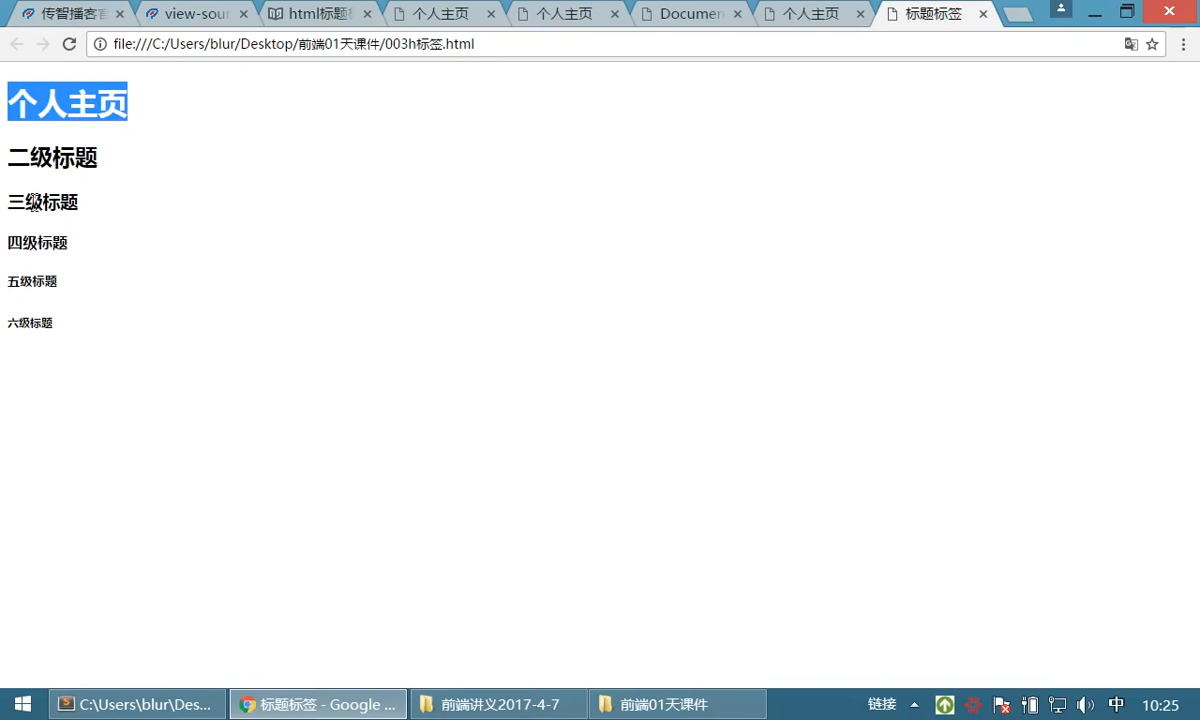 传智播客官
view-sour
html标题标
个人主页
个人主页
Documen
个人主页
标题标签
file:///C:/Users/blur/Desktop/前端01天课件/003h标签.html
个人主页
二级标题
三级标题
四级标题
五级标题
六级标题
C:\Users\blur\Des...
标题标签 - Google ...
前端讲义2017-4-7
前端01天课件
链接
中
10:25